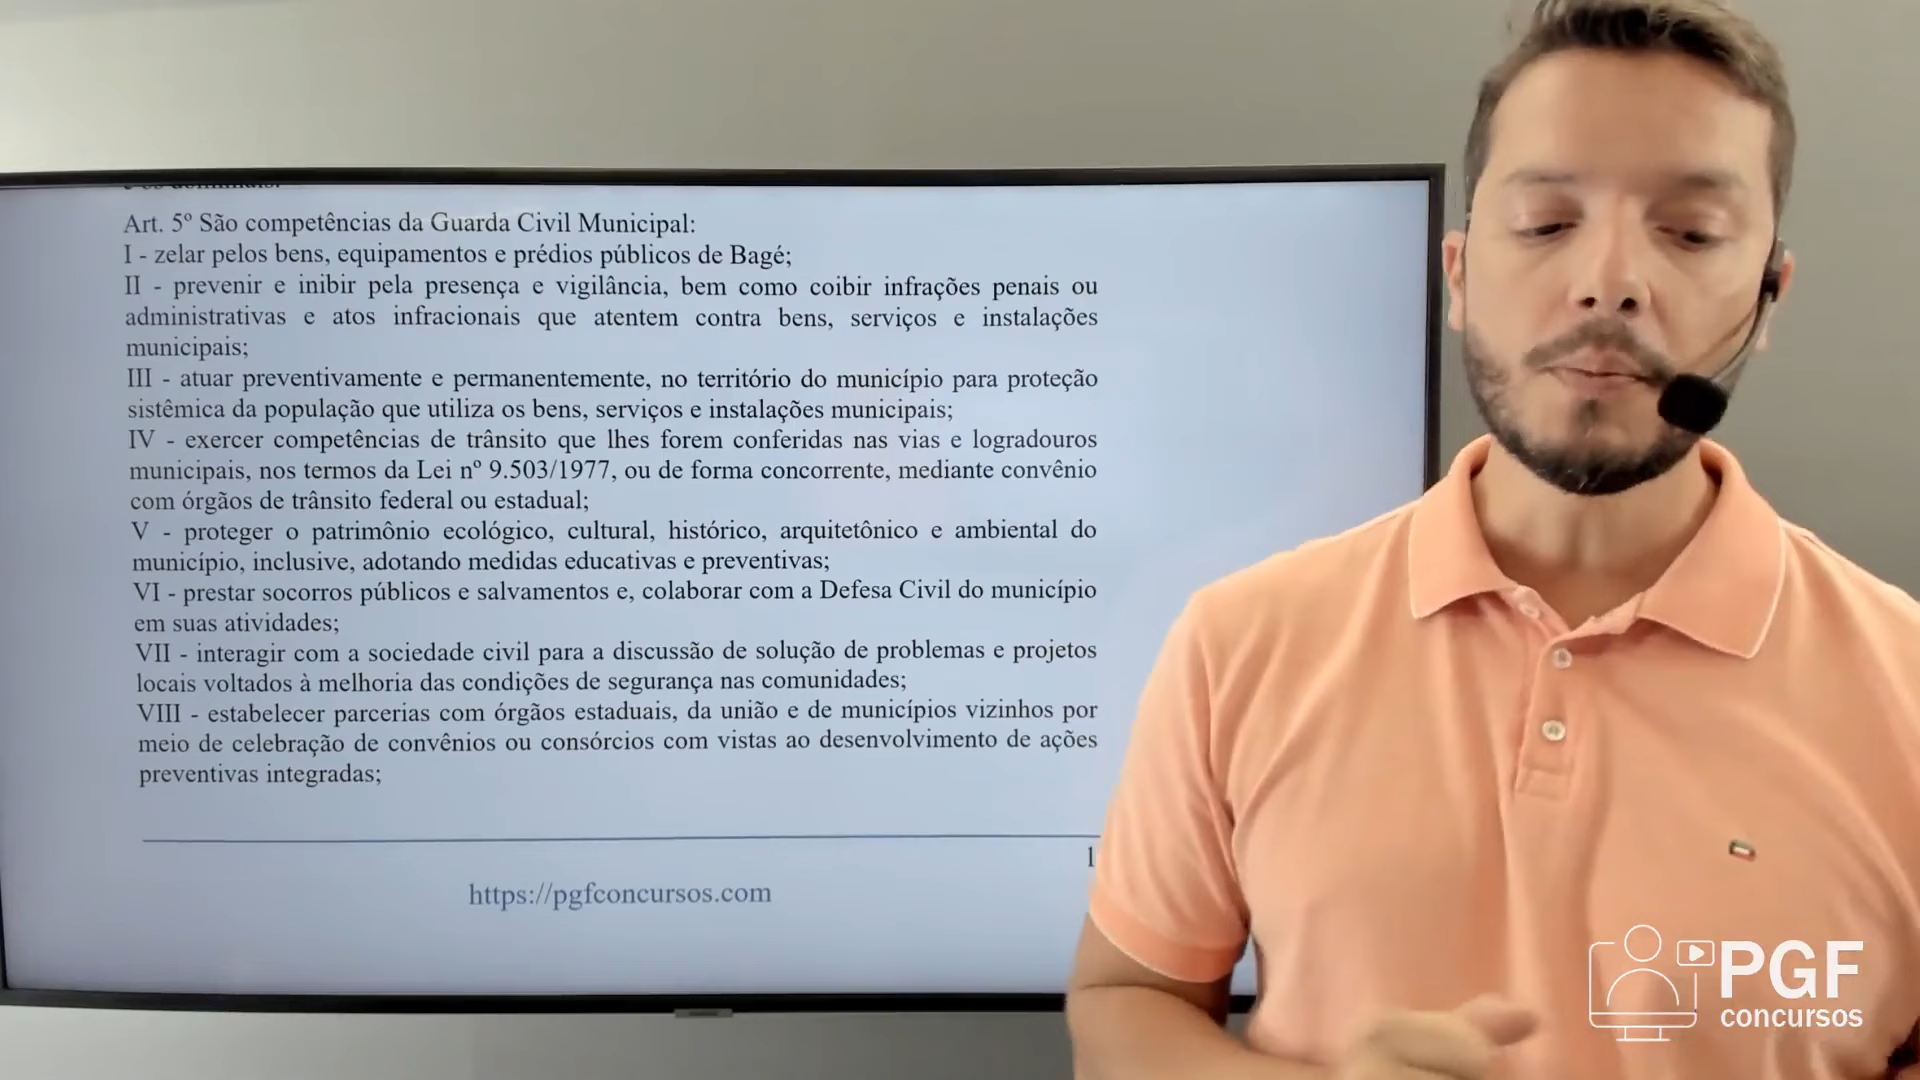 Art. 5º São competências da Guarda Civil Municipal:
I - zelar pelos bens, equipamentos e prédios públicos de Bagé;
II - prevenir e inibir pela presença e vigilância, bem como coibir infrações penais ou
administrativas e atos infracionais que atentem contra bens, serviços e instalações
municipais;
III - atuar preventivamente e permanentemente, no território do município para proteção
sistêmica da população que utiliza os bens, serviços e instalações municipais;
IV - exercer competências de trânsito que lhes forem conferidas nas vias e logradouros
municipais, nos termos da Lei nº 9.503/1977, ou de forma concorrente, mediante convênio
com órgãos de trânsito federal ou estadual;
V - proteger o patrimônio ecológico, cultural, histórico, arquitetônico e ambiental do
município, inclusive, adotando medidas educativas e preventivas;
VI - prestar socorros públicos e salvamentos e, colaborar com a Defesa Civil do município
em suas atividades;
VII - interagir com a sociedade civil para a discussão de solução de problemas e projetos
locais voltados à melhoria das condições de segurança nas comunidades;
VIII - estabelecer parcerias com órgãos estaduais, da união e de municípios vizinhos por
meio de celebração de convênios ou consórcios com vistas ao desenvolvimento de ações
preventivas integradas;
1
https://pgfconcursos.com
PGF
concursos